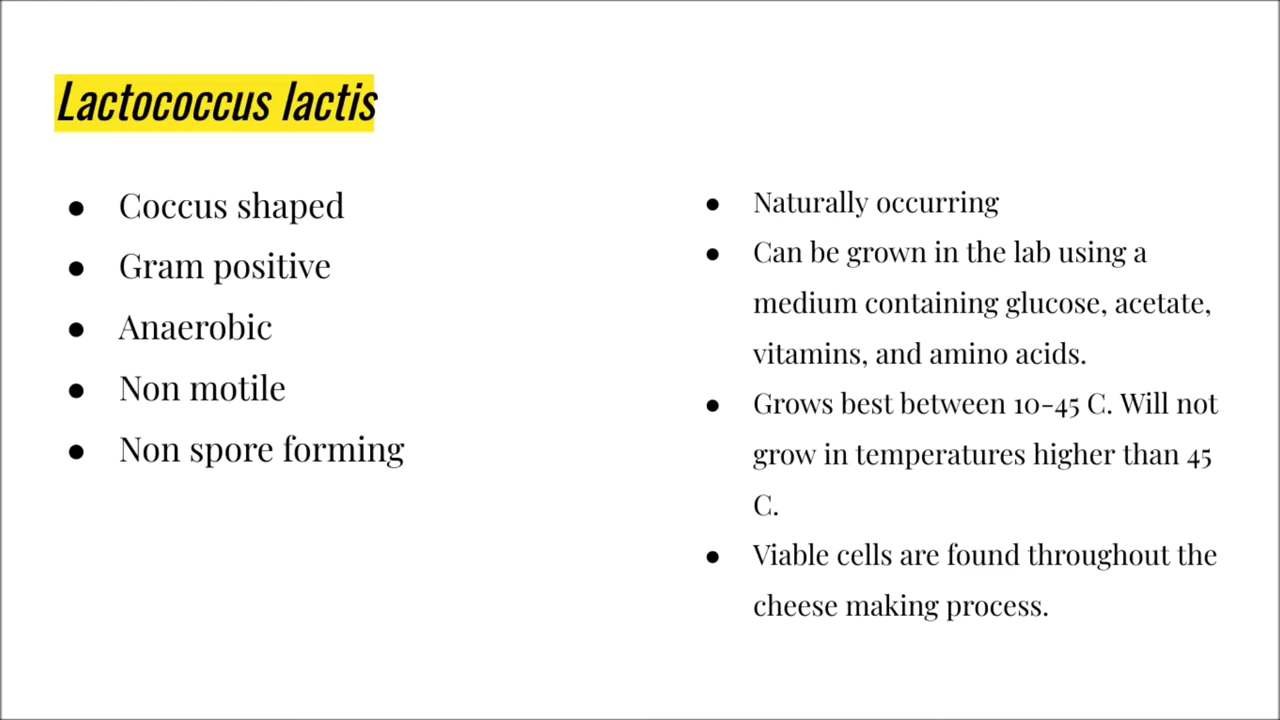 Lactococcus lactis
● Coccus shaped
● Gram positive
● Anaerobic
● Non motile
● Non spore forming
● Naturally occurring
● Can be grown in the lab using a
medium containing glucose, acetate,
vitamins, and amino acids.
● Grows best between 10-45 C. Will not
grow in temperatures higher than 45
C.
● Viable cells are found throughout the
cheese making process.